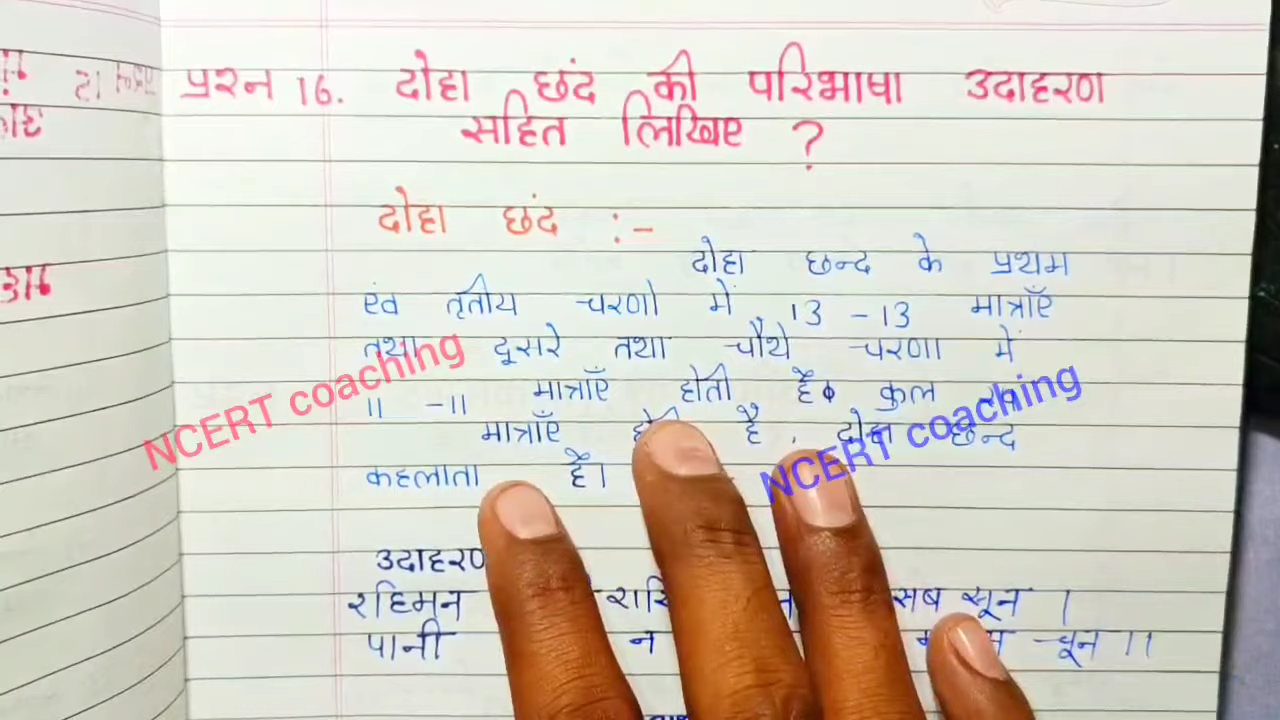 प्रश्न 16. दोहा छंद की परिभाषा उदाहरण
सहित लिखिए ?
दोहा छंद :-
दोहा छन्द के प्रथम
एंव तृतीय चरणो में 13 - 13 मात्राएँ
तथा दूसरे तथा चौथे चरणा में
11 - 11 मात्राएँ होती है। कुल
मात्राएँ है , दोहा छन्द
कहलाता है।
NCERT coaching
NCERT coaching
उदाहरण
रहिमन सब सून ।
पानी न चून ।।